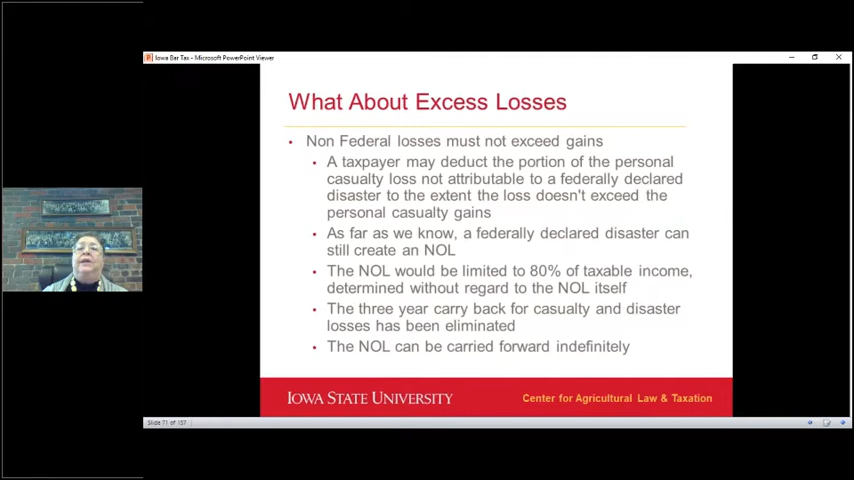 Iowa Bar Tax - Microsoft PowerPoint Viewer
What About Excess Losses
• Non Federal losses must not exceed gains
• A taxpayer may deduct the portion of the personal
casualty loss not attributable to a federally declared
disaster to the extent the loss doesn't exceed the
personal casualty gains
• As far as we know, a federally declared disaster can
still create an NOL
• The NOL would be limited to 80% of taxable income,
determined without regard to the NOL itself
• The three year carry back for casualty and disaster
losses has been eliminated
• The NOL can be carried forward indefinitely
IOWA STATE UNIVERSITY
Center for Agricultural Law & Taxation
Slide 71 of 157